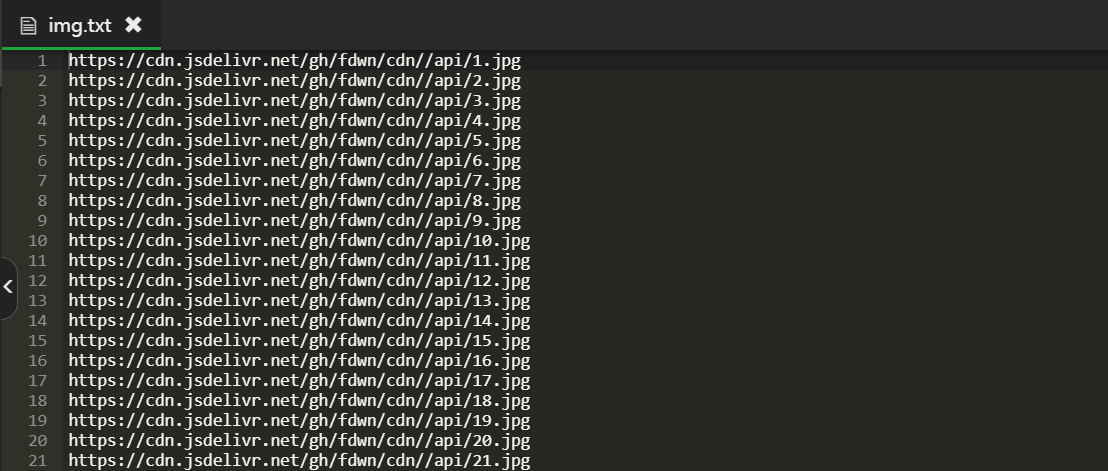 img.txt
1 https://cdn.jsdelivr.net/gh/fdwn/cdn//api/1.jpg
2 https://cdn.jsdelivr.net/gh/fdwn/cdn//api/2.jpg
3 https://cdn.jsdelivr.net/gh/fdwn/cdn//api/3.jpg
4 https://cdn.jsdelivr.net/gh/fdwn/cdn//api/4.jpg
5 https://cdn.jsdelivr.net/gh/fdwn/cdn//api/5.jpg
6 https://cdn.jsdelivr.net/gh/fdwn/cdn//api/6.jpg
7 https://cdn.jsdelivr.net/gh/fdwn/cdn//api/7.jpg
8 https://cdn.jsdelivr.net/gh/fdwn/cdn//api/8.jpg
9 https://cdn.jsdelivr.net/gh/fdwn/cdn//api/9.jpg
10 https://cdn.jsdelivr.net/gh/fdwn/cdn//api/10.jpg
11 https://cdn.jsdelivr.net/gh/fdwn/cdn//api/11.jpg
12 https://cdn.jsdelivr.net/gh/fdwn/cdn//api/12.jpg
13 https://cdn.jsdelivr.net/gh/fdwn/cdn//api/13.jpg
14 https://cdn.jsdelivr.net/gh/fdwn/cdn//api/14.jpg
15 https://cdn.jsdelivr.net/gh/fdwn/cdn//api/15.jpg
16 https://cdn.jsdelivr.net/gh/fdwn/cdn//api/16.jpg
17 https://cdn.jsdelivr.net/gh/fdwn/cdn//api/17.jpg
18 https://cdn.jsdelivr.net/gh/fdwn/cdn//api/18.jpg
19 https://cdn.jsdelivr.net/gh/fdwn/cdn//api/19.jpg
20 https://cdn.jsdelivr.net/gh/fdwn/cdn//api/20.jpg
21 https://cdn.jsdelivr.net/gh/fdwn/cdn//api/21.jpg